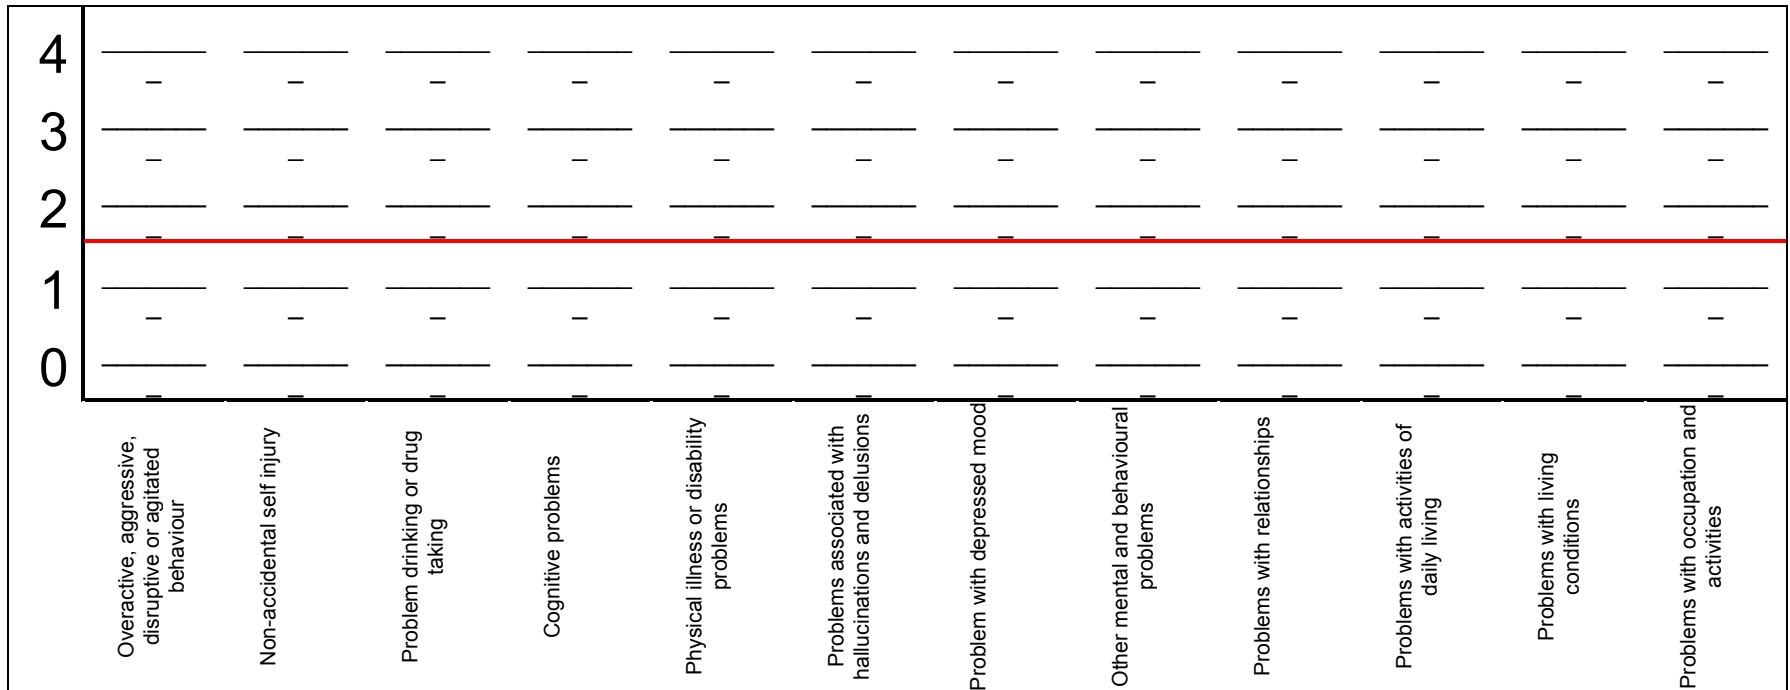 4
3
2
1
0
Overactive, aggressive,
disruptive or agitated
behaviour
Non-accidental self injury
Problem drinking or drug
taking
Cognitive problems
Physical illness or disability
problems
Problems associated with
hallucinations and delusions
Problem with depressed mood
Other mental and behavioural
problems
Problems with relationships
Problems with activities of
daily living
Problems with living
conditions
Problems with occupation and
activities